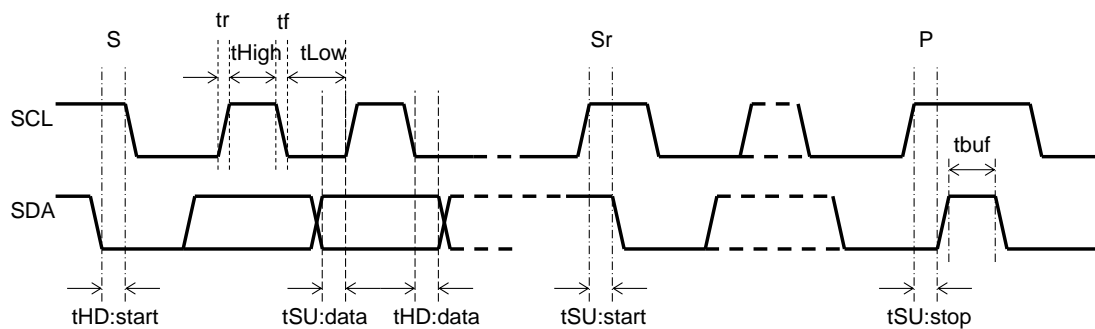 tr tf
S Sr P
tHigh tLow
SCL
tbuf
SDA
tHD:start tSU:data tHD:data tSU:start tSU:stop